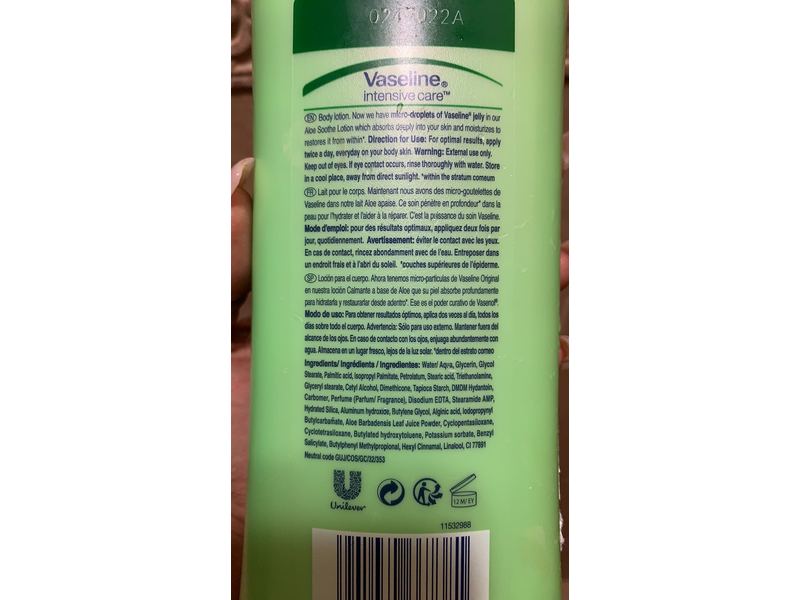 Vaseline®
intensive care™
EN Body lotion. Now we have micro-droplets of Vaseline® jelly in our
Aloe Soothe Lotion which absorbs deeply into your skin and moisturizes to
restores it from within*. Direction for Use: For optimal results, apply
twice a day, everyday on your body skin. Warning: External use only.
Keep out of eyes. If eye contact occurs, rinse thoroughly with water. Store
in a cool place, away from direct sunlight. *within the stratum corneum
FR Lait pour le corps. Maintenant nous avons des micro-goutelettes de
Vaseline dans notre lait Aloe apaise. Ce soin pénètre en profondeur* dans la
peau pour l'hydrater et l'aider à la réparer. C'est la puissance du soin Vaseline.
Mode d'emploi: pour des résultats optimaux, appliquez deux fois par
jour, quotidiennement. Avertissement: éviter le contact avec les yeux.
En cas de contact, rincez abondamment avec de l'eau. Entreposer dans
un endroit frais et à l'abri du soleil. *couches supérieures de l'épiderme.
SP Loción para el cuerpo. Ahora tenemos micro-partículas de Vaseline Original
en nuestra loción Calmante a base de Aloe que su piel absorbe profundamente
para hidratarla y restaurarlar desde adentro*. Ese es el poder curativo de Vasenol®.
Modo de uso: Para obtener resultados óptimos, aplica dos veces al día, todos los
días sobre todo el cuerpo. Advertencia: Sólo para uso externo. Mantener fuera del
alcance de los ojos. En caso de contacto con los ojos, enjuaga abundantemente con
agua. Almacena en un lugar fresco, lejos de la luz solar. *dentro del estrato corneo
Ingredients/ Ingrédients / Ingredientes: Water/ Aqua, Glycerin, Glycol
Stearate, Palmitic acid, Isopropyl Palmitate, Petrolatum, Stearic acid, Triethanolamine,
Glyceryl stearate, Cetyl Alcohol, Dimethicone, Tapioca Starch, DMDM Hydantoin,
Carbomer, Perfume (Parfum/ Fragrance), Disodium EDTA, Stearamide AMP,
Hydrated Silica, Aluminum hydroxide, Butylene Glycol, Alginic acid, Iodopropynyl
Butylcarbamate, Aloe Barbadensis Leaf Juice Powder, Cyclopentasiloxane,
Cyclotetrasiloxane, Butylated hydroxytoluene, Potassium sorbate, Benzyl
Salicylate, Butylphenyl Methylpropional, Hexyl Cinnamal, Linalool, CI 77891
Neutral code GUJ/COS/GC/32/353
Unilever
12 M/ EY
11532988